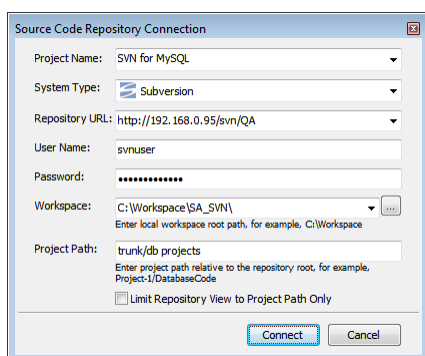 Source Code Repository Connection
Project Name: SVN for MySQL
System Type: Subversion
Repository URL: http://192.168.0.95/svn/QA
User Name: svnuser
Password: •••••••••••••
Workspace: C:\Workspace\SA_SVN\ ...
Enter local workspace root path, for example, C:\Workspace
Project Path: trunk/db projects
Enter project path relative to the repository root, for example,
Project-1/DatabaseCode
Limit Repository View to Project Path Only
Connect Cancel